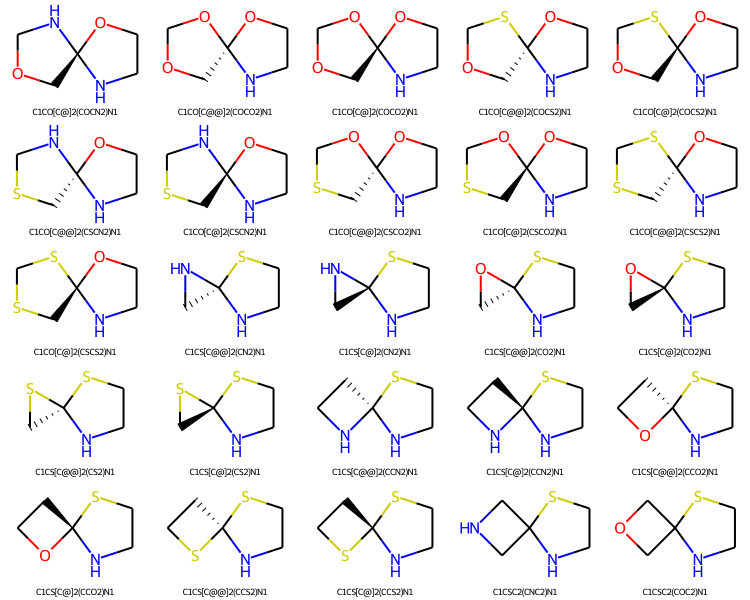 H
N O O O O O S O S O
O N O N O N O N O N
H H H H H
C1CO[C@]2(COCN2)N1 C1CO[C@@]2(COCO2)N1 C1CO[C@]2(COCO2)N1 C1CO[C@@]2(COCS2)N1 C1CO[C@]2(COCS2)N1
H H
N O N O O O O O S O
S N S N S N S N S N
H H H H H
C1CO[C@@]2(CSCN2)N1 C1CO[C@]2(CSCN2)N1 C1CO[C@@]2(CSCO2)N1 C1CO[C@]2(CSCO2)N1 C1CO[C@@]2(CSCS2)N1
S O HN S HN S O S O S
S N N N N N
H H H H H
C1CO[C@]2(CSCS2)N1 C1CS[C@@]2(CN2)N1 C1CS[C@]2(CN2)N1 C1CS[C@@]2(CO2)N1 C1CS[C@]2(CO2)N1
S S S S S S S
N N N N N N O N
H H H H H H H
C1CS[C@@]2(CS2)N1 C1CS[C@]2(CS2)N1 C1CS[C@@]2(CCN2)N1 C1CS[C@]2(CCN2)N1 C1CS[C@@]2(CCO2)N1
S S S S S
HN O
O N S N S N N N
H H H H H
C1CS[C@]2(CCO2)N1 C1CS[C@@]2(CCS2)N1 C1CS[C@]2(CCS2)N1 C1CSC2(CNC2)N1 C1CSC2(COC2)N1